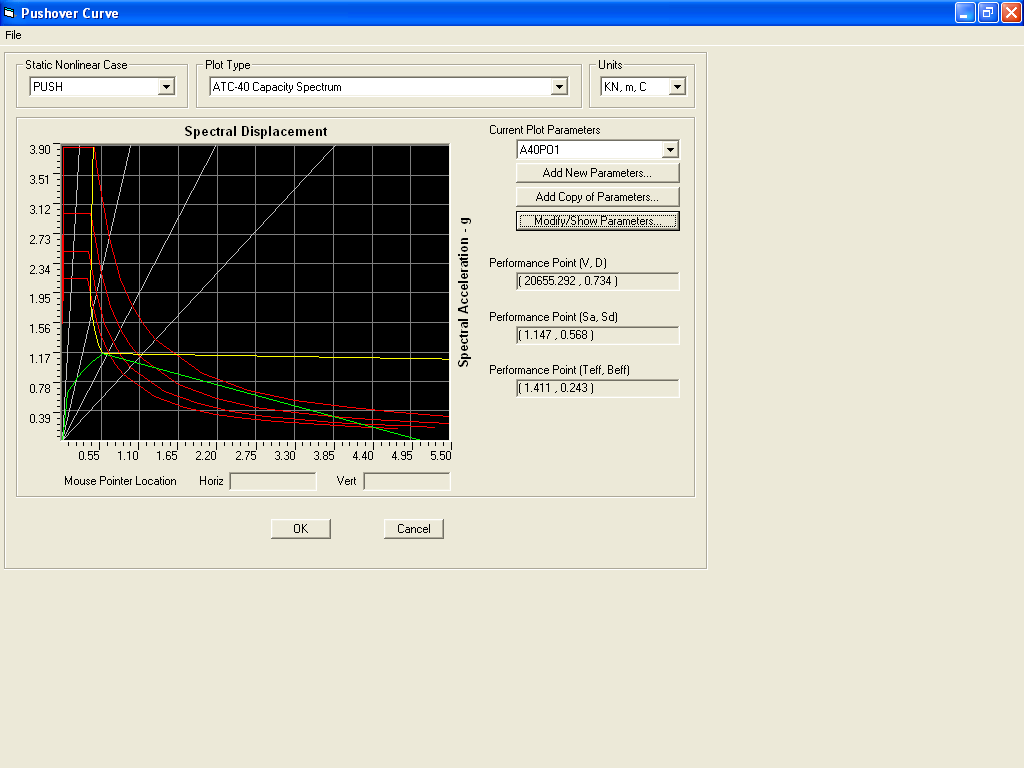 Pushover Curve
File
Static Nonlinear Case
Plot Type
Units
PUSH
ATC-40 Capacity Spectrum
KN, m, C
Spectral Displacement
Current Plot Parameters
A40PO1
Add New Parameters...
Add Copy of Parameters...
Modify/Show Parameters...
Performance Point (V, D)
( 20655.292 , 0.734 )
Performance Point (Sa, Sd)
( 1.147 , 0.568 )
Performance Point (Teff, Beff)
( 1.411 , 0.243 )
3.90
3.51
3.12
2.73
2.34
1.95
1.56
1.17
0.78
0.39
Spectral Acceleration - g
0.55 1.10 1.65 2.20 2.75 3.30 3.85 4.40 4.95 5.50
Mouse Pointer Location Horiz Vert
OK
Cancel